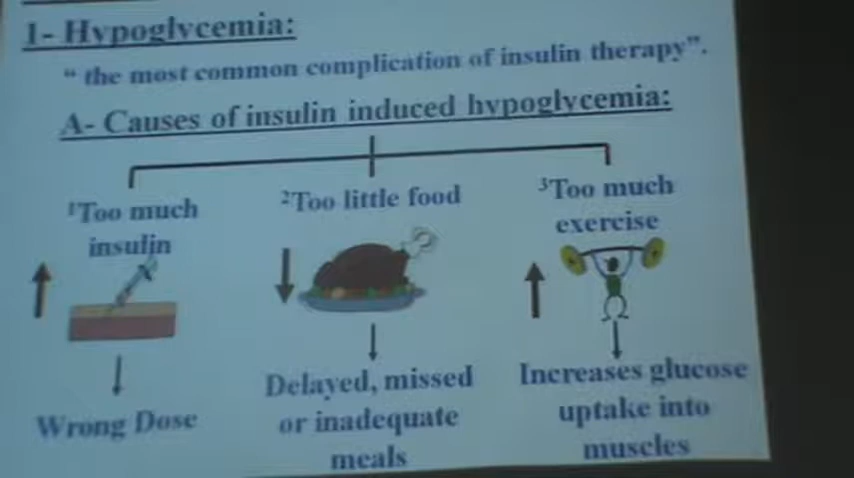 1- Hypoglycemia:
" the most common complication of insulin therapy".
A- Causes of insulin induced hypoglycemia:
¹Too much
insulin
²Too little food
³Too much
exercise
Wrong Dose
Delayed, missed
or inadequate
meals
Increases glucose
uptake into
muscles